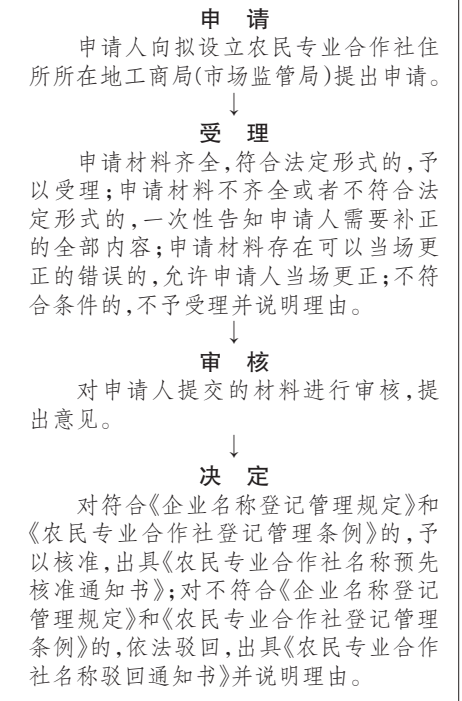 申 请
申请人向拟设立农民专业合作社住
所所在地工商局(市场监管局)提出申请。
↓
受 理
申请材料齐全,符合法定形式的,予
以受理;申请材料不齐全或者不符合法
定形式的,一次性告知申请人需要补正
的全部内容;申请材料存在可以当场更
正的错误的,允许申请人当场更正;不符
合条件的,不予受理并说明理由。
↓
审 核
对申请人提交的材料进行审核,提
出意见。
↓
决 定
对符合《企业名称登记管理规定》和
《农民专业合作社登记管理条例》的,予
以核准,出具《农民专业合作社名称预先
核准通知书》;对不符合《企业名称登记
管理规定》和《农民专业合作社登记管理
条例》的,依法驳回,出具《农民专业合作
社名称驳回通知书》并说明理由。